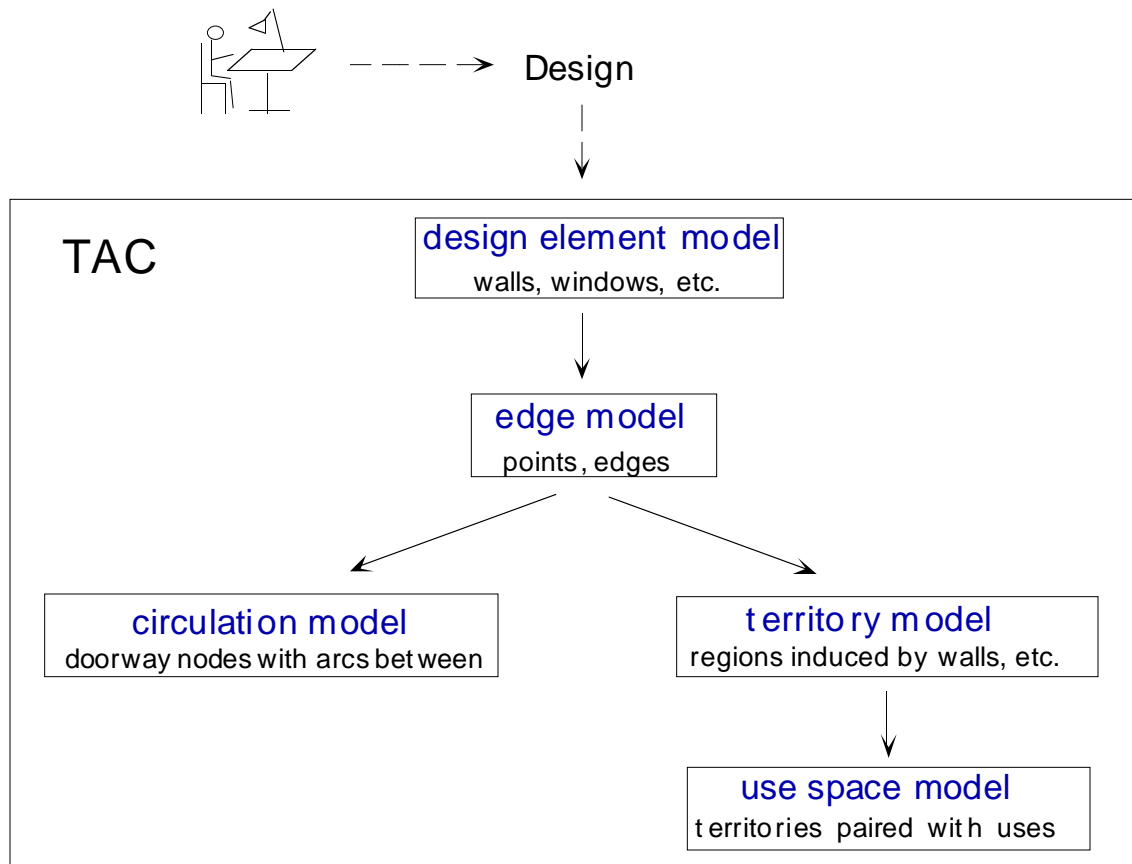 Design
TAC
design element model
walls, windows, etc.
edge model
points, edges
circulation model
doorway nodes with arcs between
territory model
regions induced by walls, etc.
use space model
territories paired with uses